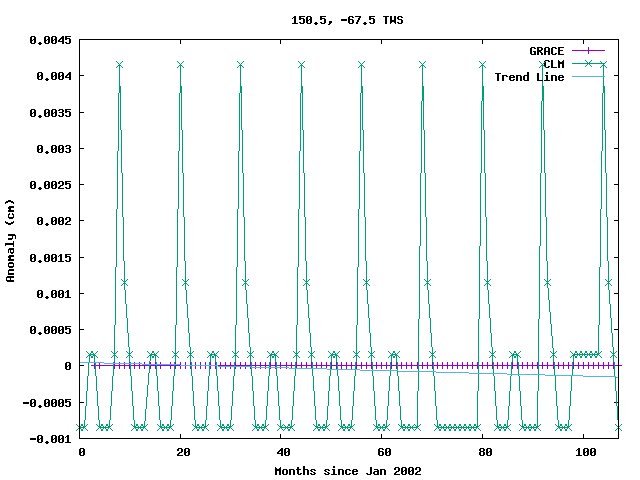 150.5, -67.5 TWS
GRACE
CLM
Trend Line
0.0045
0.004
0.0035
0.003
0.0025
0.002
0.0015
0.001
0.0005
0
-0.0005
-0.001
Anomaly (cm)
0 20 40 60 80 100
Months since Jan 2002